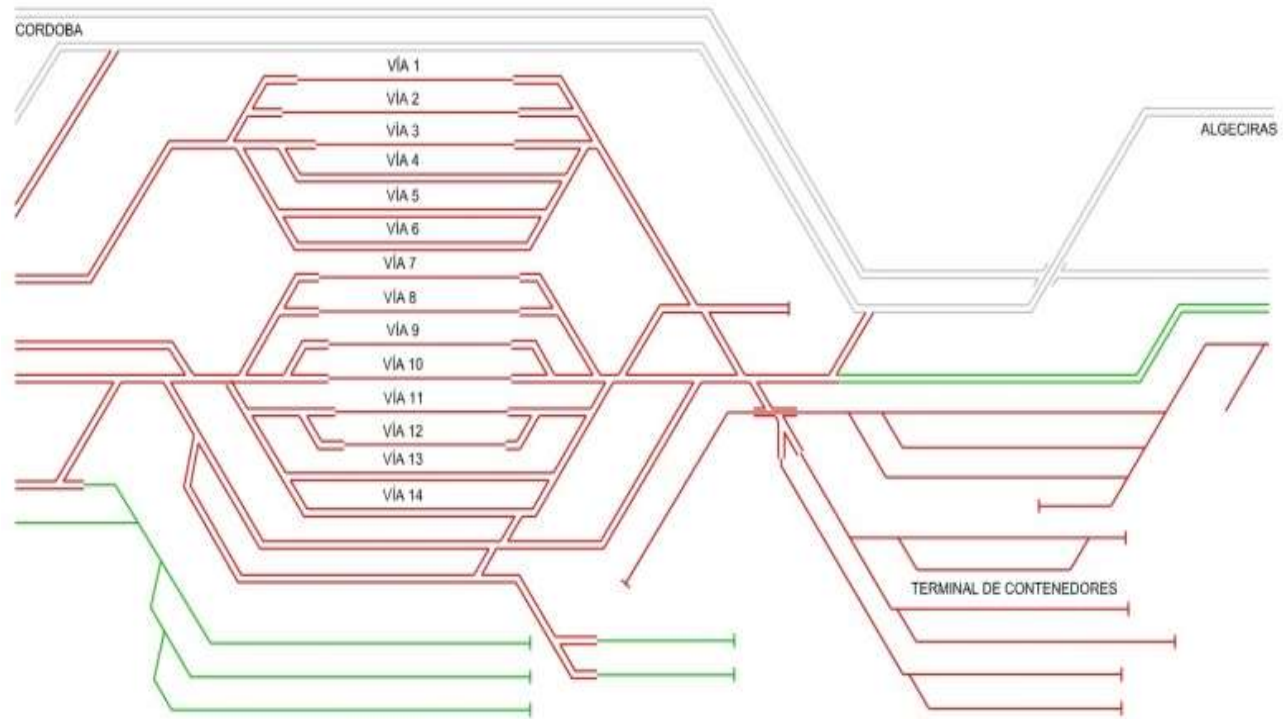 CORDOBA
VÍA 1
VÍA 2
ALGECIRAS
VÍA 3
VÍA 4
VÍA 5
VÍA 6
VÍA 7
VÍA 8
VÍA 9
VÍA 10
VÍA 11
VÍA 12
VÍA 13
VÍA 14
TERMINAL DE CONTENEDORES